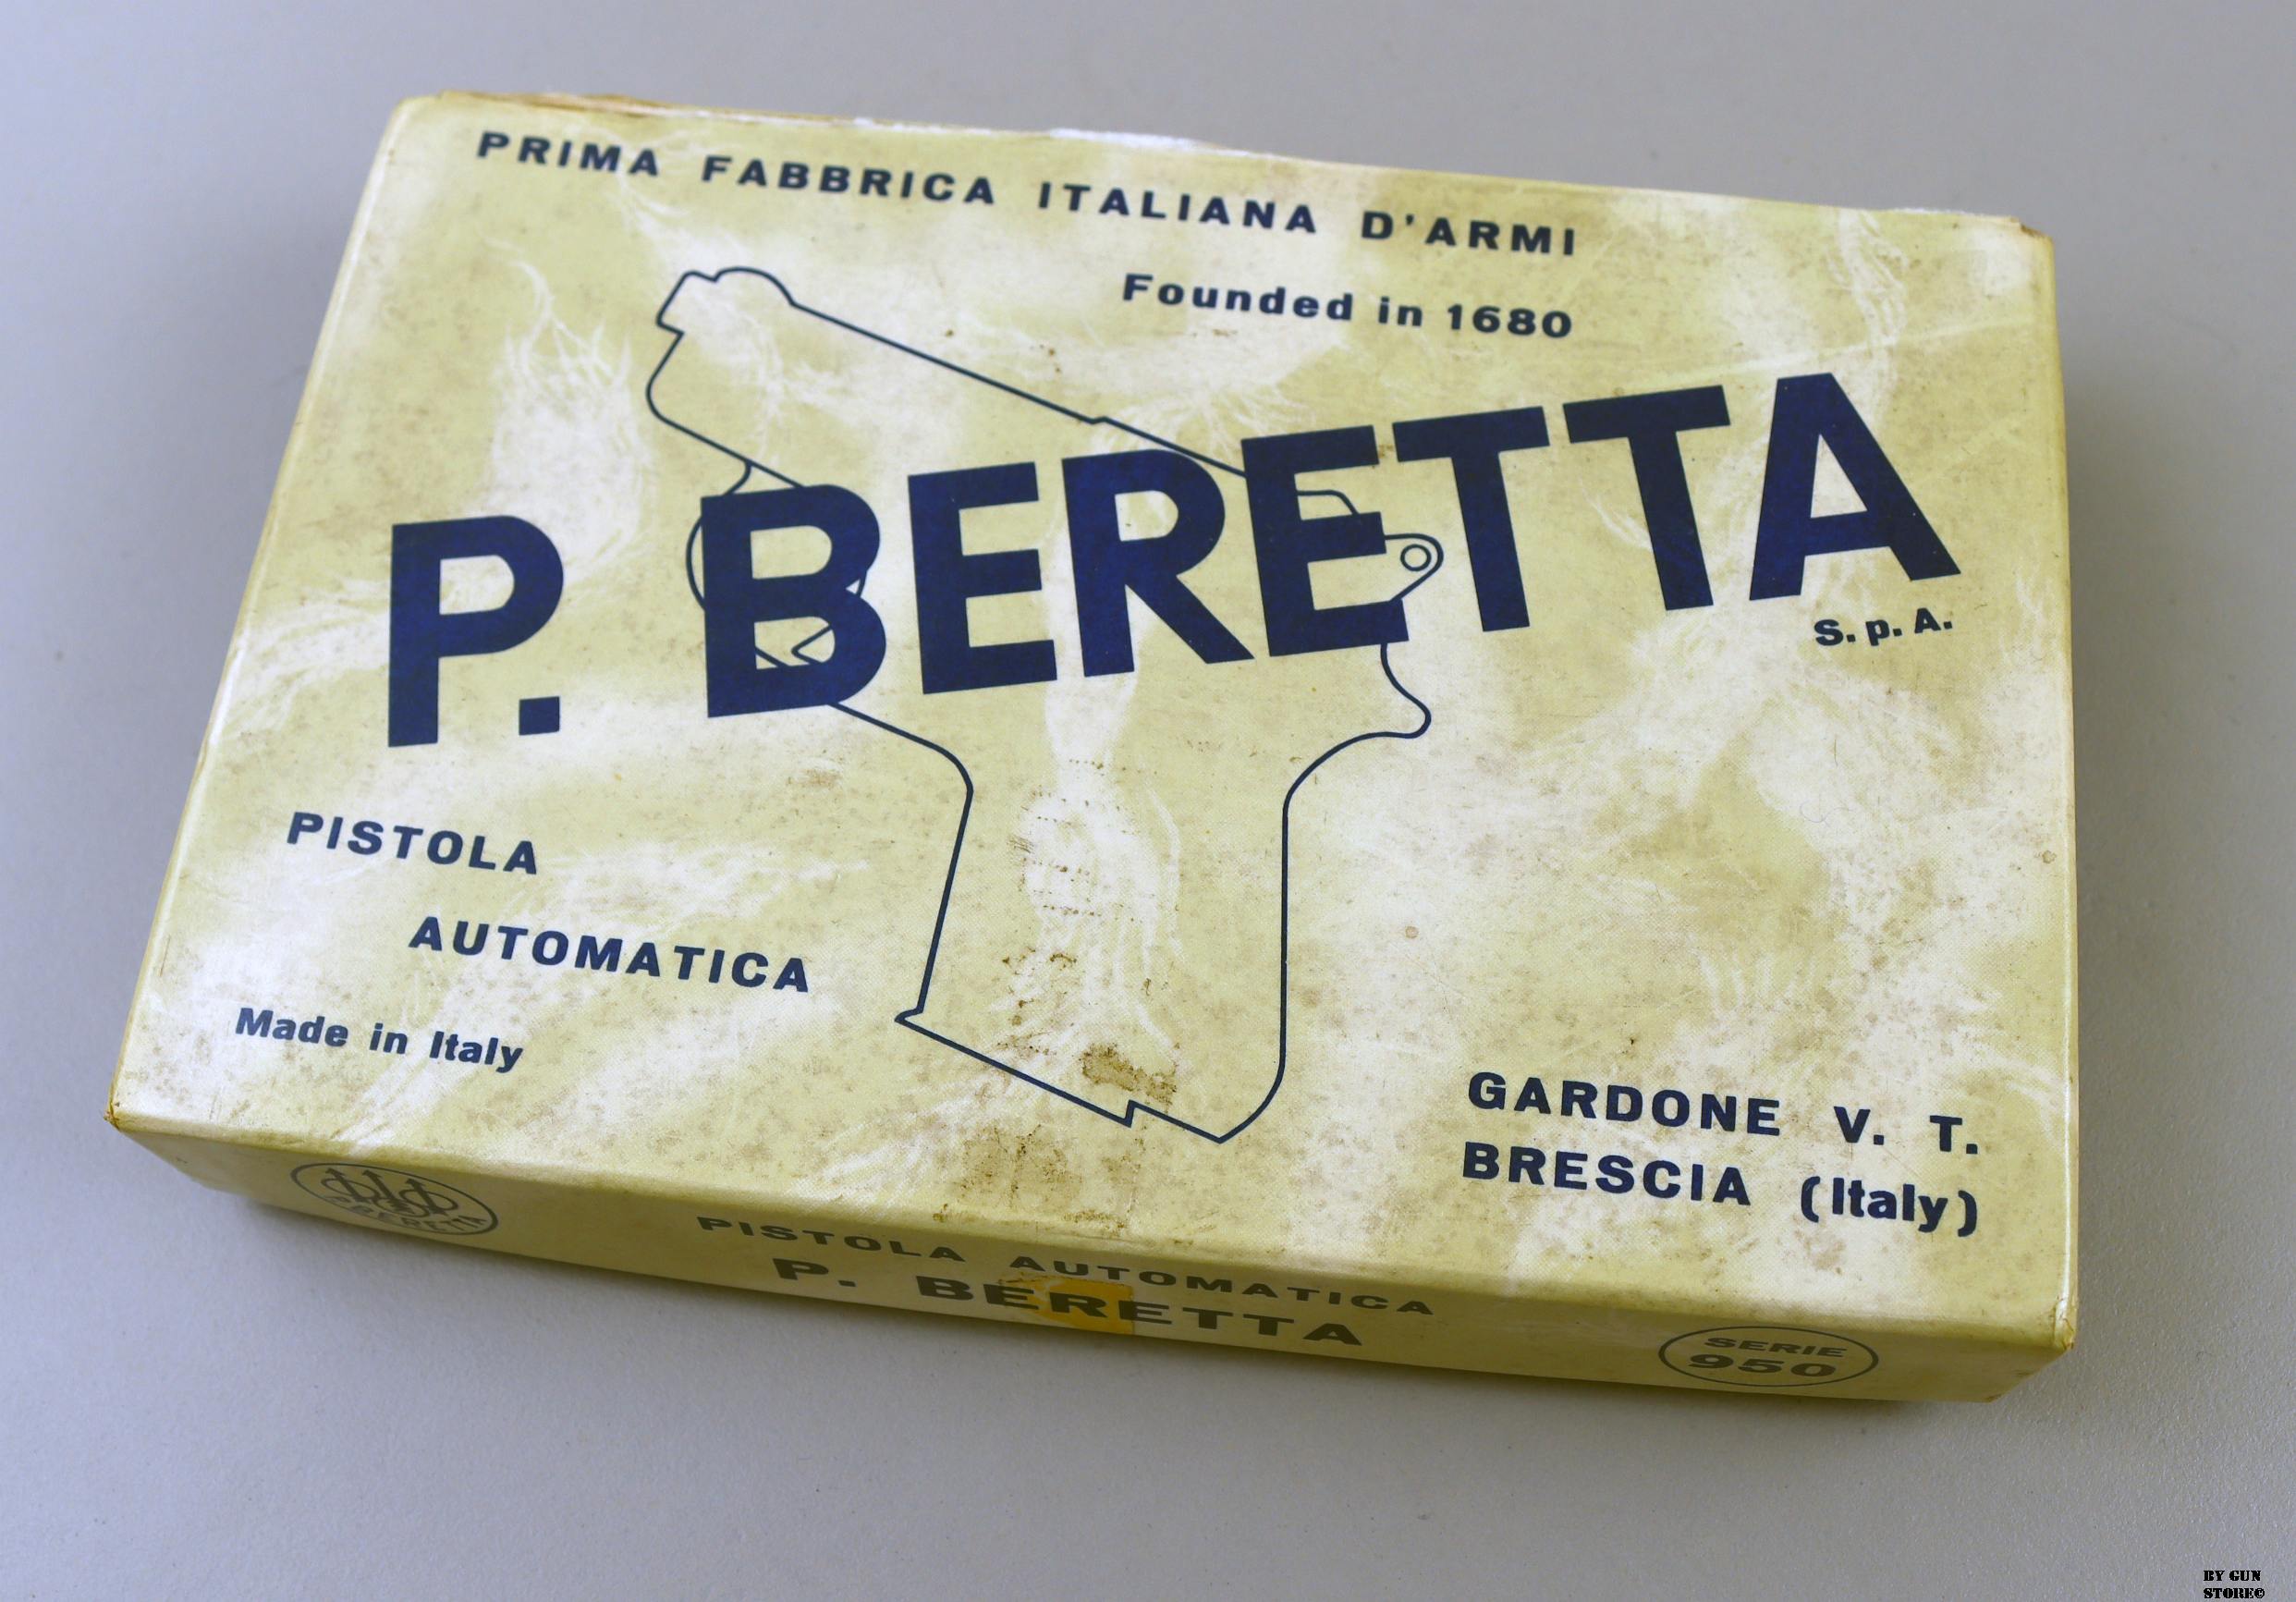 PRIMA FABBRICA ITALIANA D'ARMI
Founded in 1680
P. BERETTA
S.p.A.
PISTOLA
AUTOMATICA
Made in Italy
GARDONE V. T.
BRESCIA (Italy)
P. BERETTA
PISTOLA AUTOMATICA
P. BERETTA
SERIE
950
BY GUN
STORE©